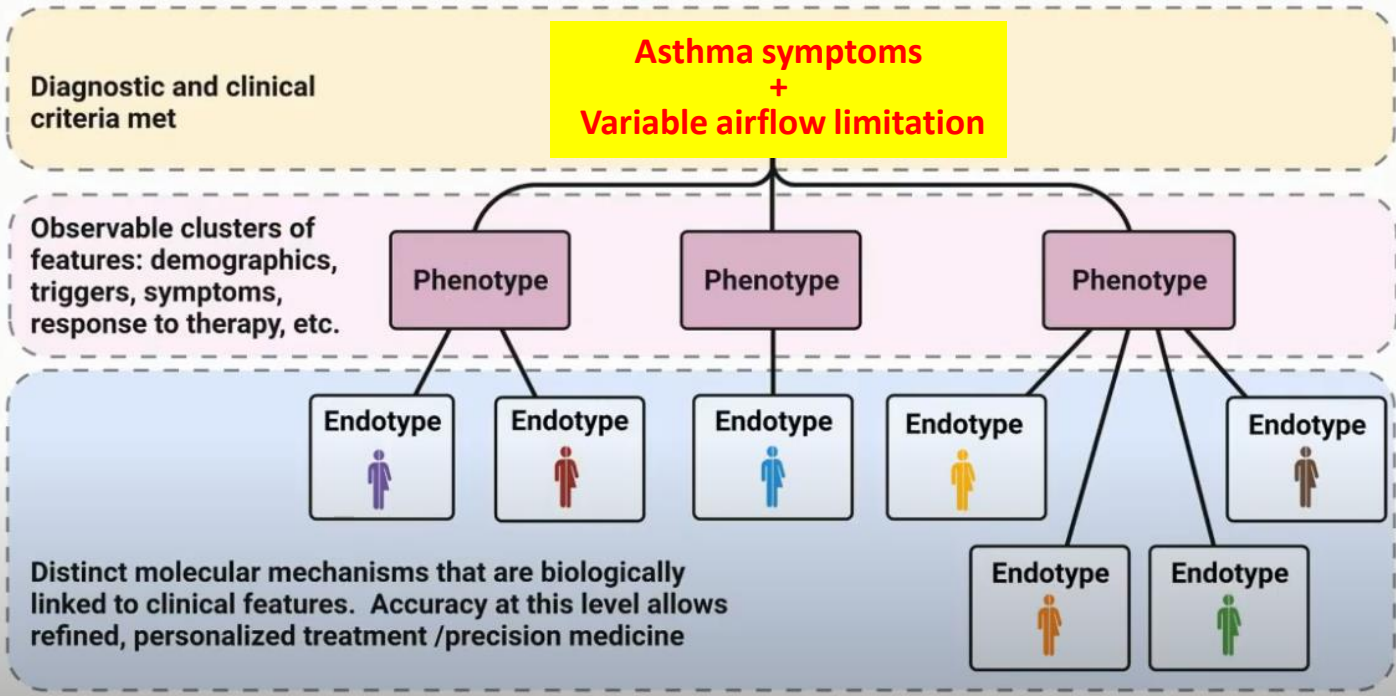 Asthma symptoms
+
Variable airflow limitation
Diagnostic and clinical
criteria met
Observable clusters of
features: demographics,
triggers, symptoms,
response to therapy, etc.
Phenotype
Phenotype
Phenotype
Endotype
Endotype
Endotype
Endotype
Endotype
Endotype
Endotype
Distinct molecular mechanisms that are biologically
linked to clinical features. Accuracy at this level allows
refined, personalized treatment /precision medicine